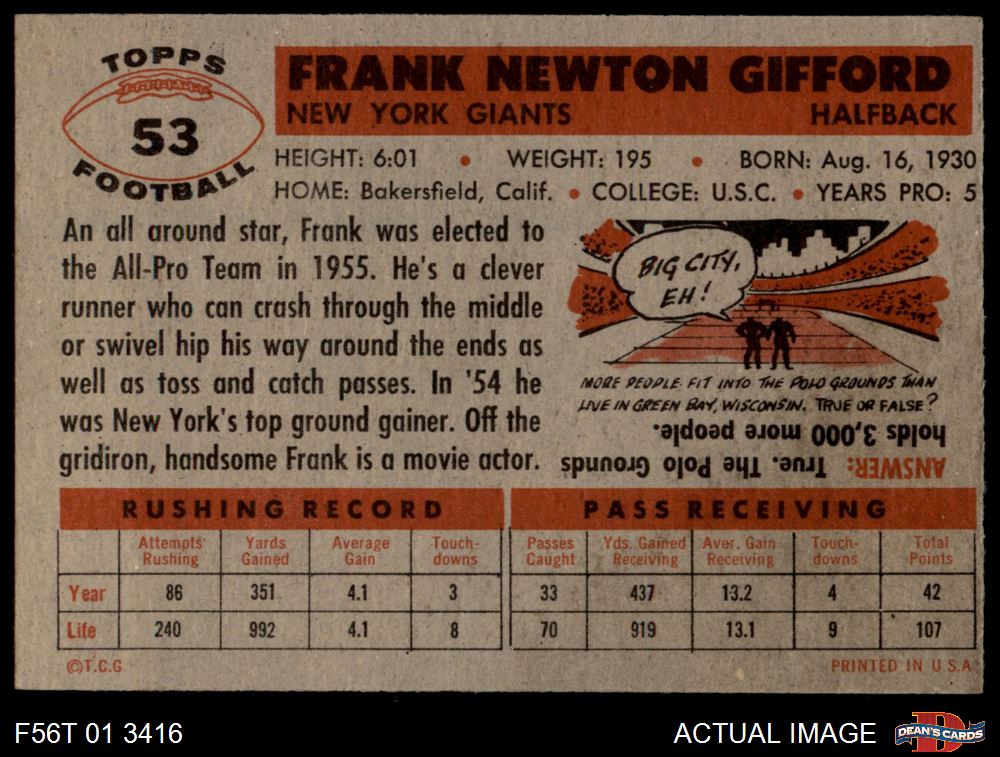 TOPPS
53
FOOTBALL
FRANK NEWTON GIFFORD
NEW YORK GIANTS HALFBACK
HEIGHT: 6:01 • WEIGHT: 195 • BORN: Aug. 16, 1930
HOME: Bakersfield, Calif. • COLLEGE: U.S.C. • YEARS PRO: 5
An all around star, Frank was elected to
the All-Pro Team in 1955. He's a clever
runner who can crash through the middle
or swivel hip his way around the ends as
well as toss and catch passes. In '54 he
was New York's top ground gainer. Off the
gridiron, handsome Frank is a movie actor.
BIG CITY,
EH!
MORE PEOPLE FIT INTO THE POLO GROUNDS THAN
LIVE IN GREEN BAY, WISCONSIN. TRUE OR FALSE?
ANSWER: True. The Polo Grounds
holds 3,000 more people.
RUSHING RECORD PASS RECEIVING
Attempts Rushing Yards Gained Average Gain Touch-downs Passes Caught Yds. Gained Receiving Aver. Gain Receiving Touch-downs Total Points
Year 86 351 4.1 3 33 437 13.2 4 42
Life 240 992 4.1 8 70 919 13.1 9 107
©T.C.G PRINTED IN U.S.A
F56T 01 3416 ACTUAL IMAGE D DEAN'S CARDS